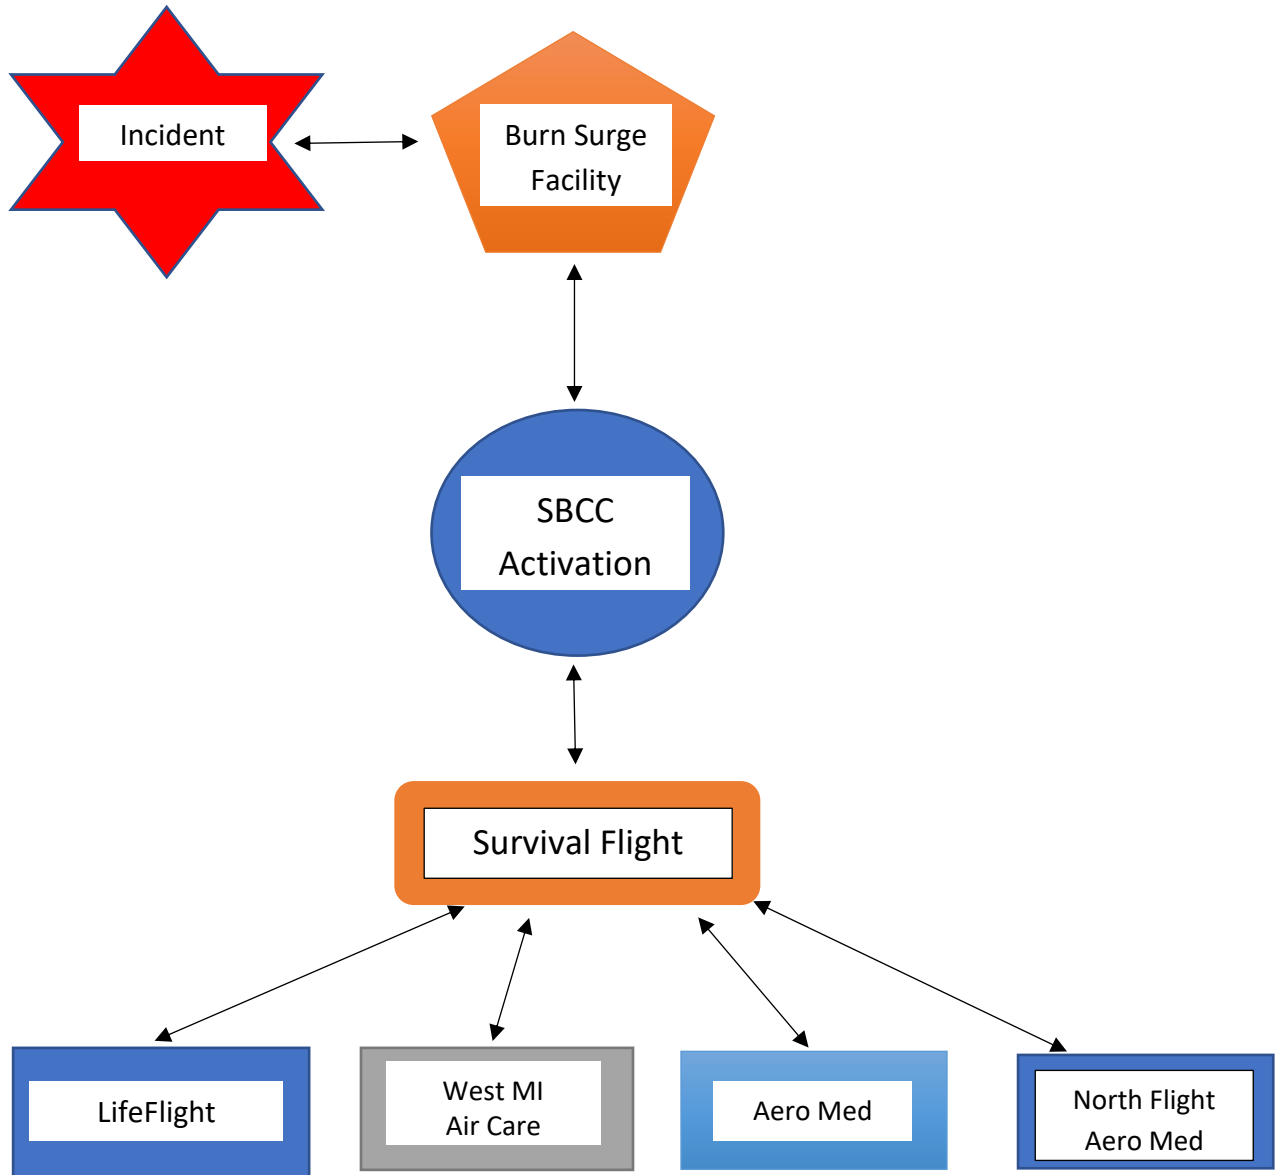 Incident
Burn Surge
Facility
SBCC
Activation
Survival Flight
LifeFlight
West MI
Air Care
Aero Med
North Flight
Aero Med